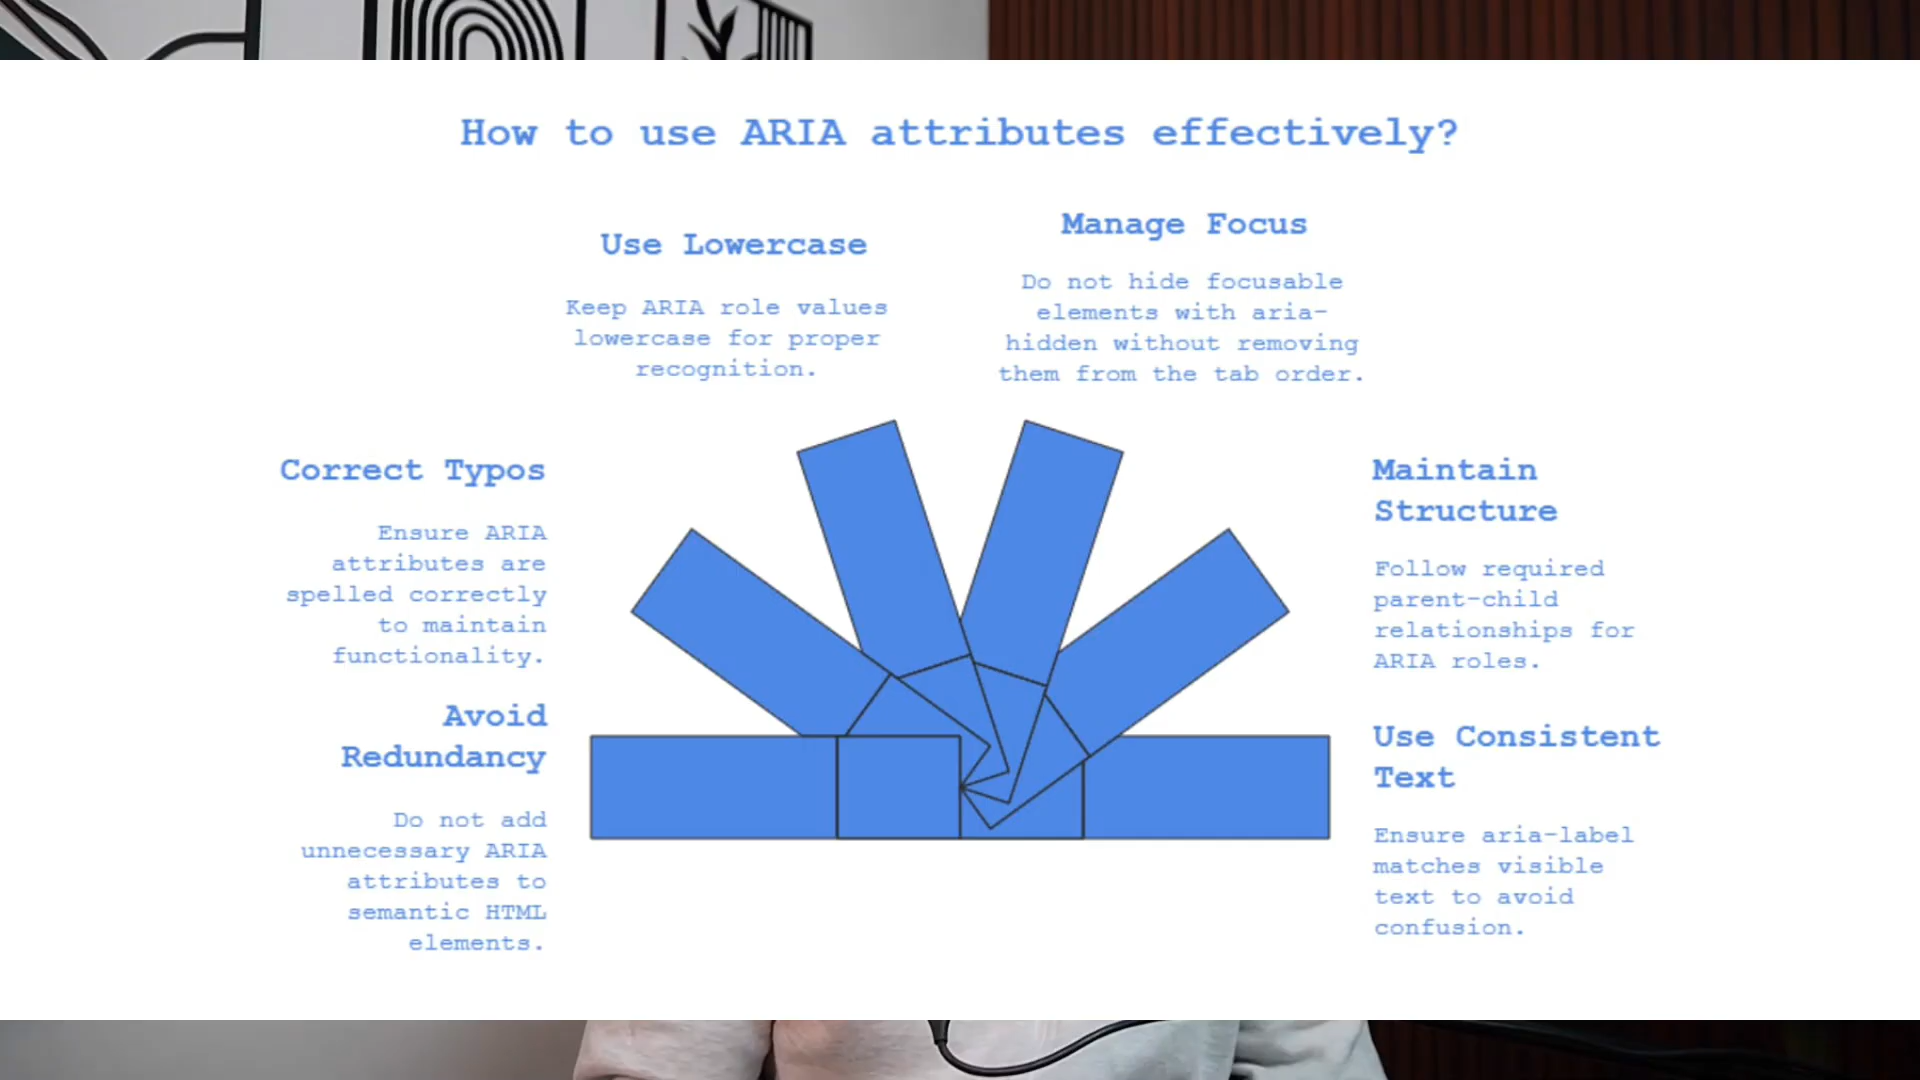 How to use ARIA attributes effectively?
Use Lowercase
Keep ARIA role values
lowercase for proper
recognition.
Manage Focus
Do not hide focusable
elements with aria-
hidden without removing
them from the tab order.
Correct Typos
Ensure ARIA
attributes are
spelled correctly
to maintain
functionality.
Maintain
Structure
Follow required
parent-child
relationships for
ARIA roles.
Avoid
Redundancy
Do not add
unnecessary ARIA
attributes to
semantic HTML
elements.
Use Consistent
Text
Ensure aria-label
matches visible
text to avoid
confusion.